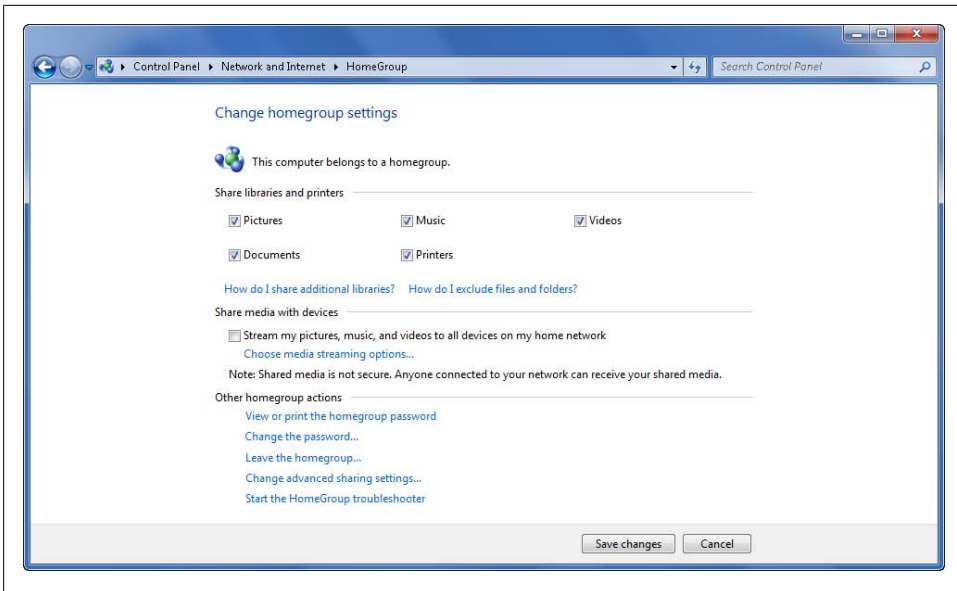 Control Panel Network and Internet HomeGroup Search Control Panel
Change homegroup settings
This computer belongs to a homegroup.
Share libraries and printers
Pictures Music Videos
Documents Printers
How do I share additional libraries? How do I exclude files and folders?
Share media with devices
Stream my pictures, music, and videos to all devices on my home network
Choose media streaming options...
Note: Shared media is not secure. Anyone connected to your network can receive your shared media.
Other homegroup actions
View or print the homegroup password
Change the password...
Leave the homegroup...
Change advanced sharing settings...
Start the HomeGroup troubleshooter
Save changes Cancel